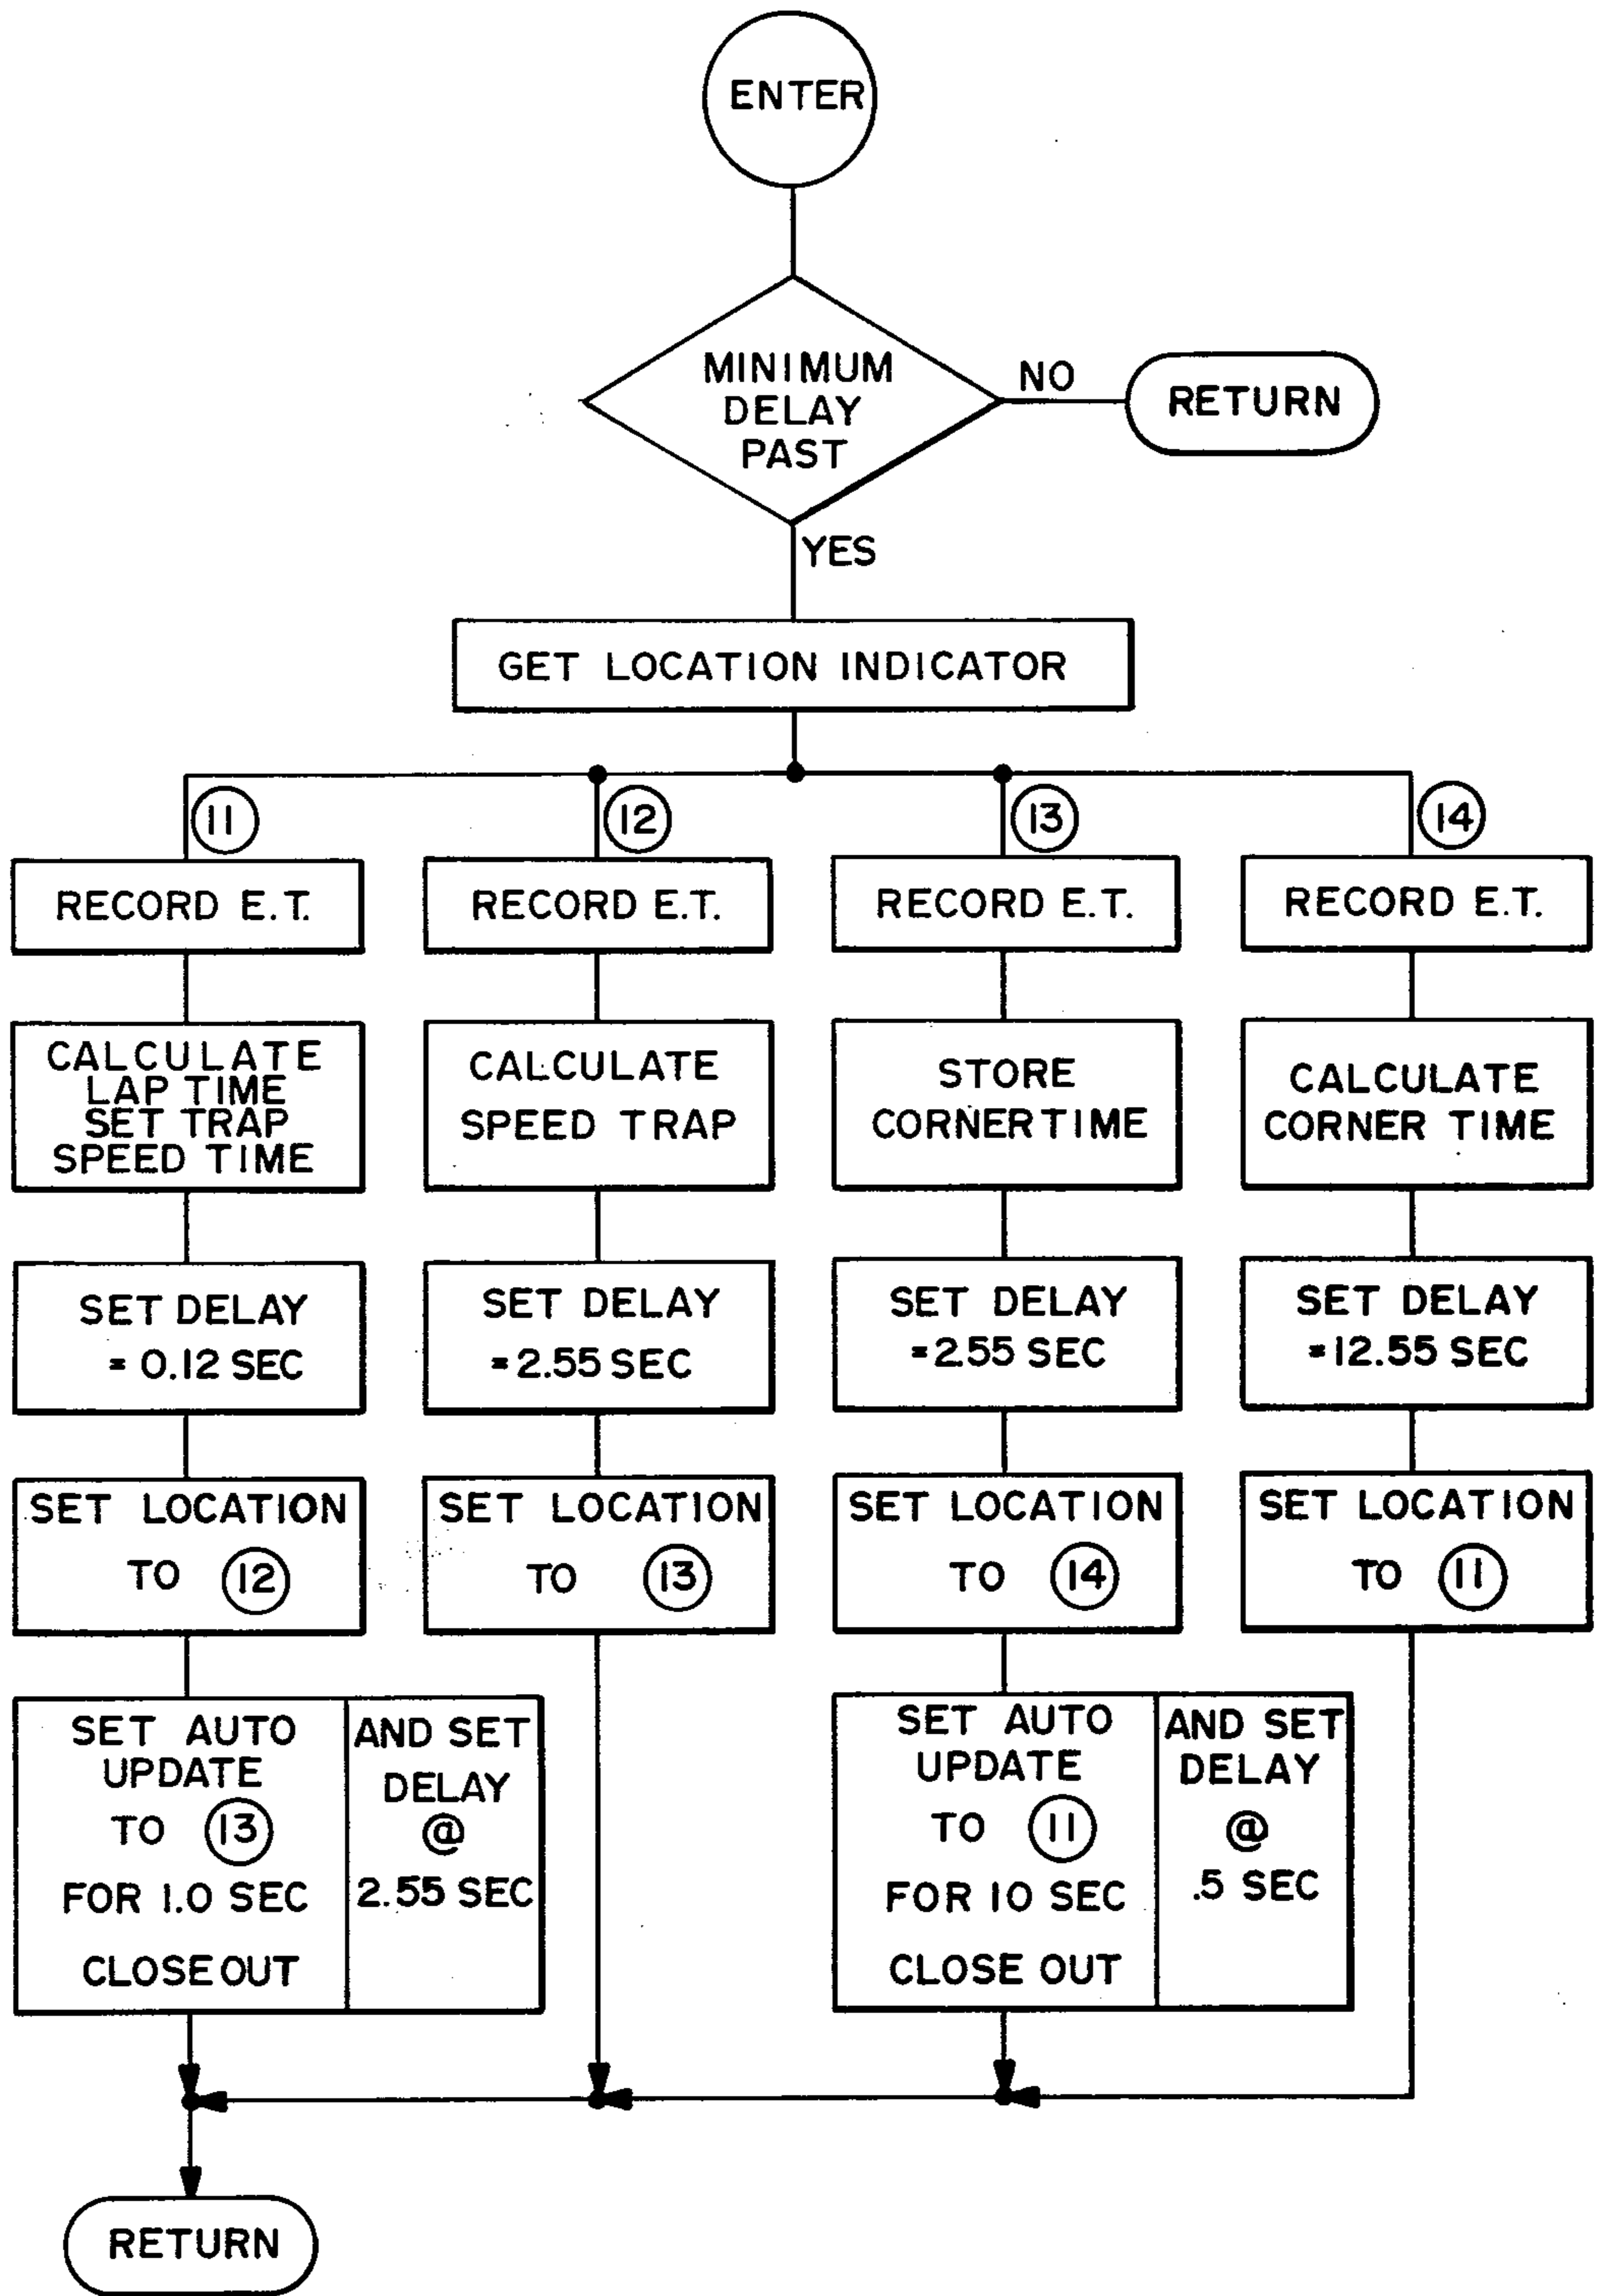 ENTER
MINIMUM
DELAY
PAST
NO
RETURN
YES
GET LOCATION INDICATOR
11
12
13
14
RECORD E.T.
RECORD E.T.
RECORD E.T.
RECORD E.T.
CALCULATE
LAP TIME
SET TRAP
SPEED TIME
CALCULATE
SPEED TRAP
STORE
CORNER TIME
CALCULATE
CORNER TIME
SET DELAY
= 0.12 SEC
SET DELAY
= 2.55 SEC
SET DELAY
= 2.55 SEC
SET DELAY
= 12.55 SEC
SET LOCATION
TO 12
SET LOCATION
TO 13
SET LOCATION
TO 14
SET LOCATION
TO 11
SET AUTO
UPDATE
TO 13
FOR 1.0 SEC
CLOSEOUT
AND SET
DELAY
@
2.55 SEC
SET AUTO
UPDATE
TO 11
FOR 10 SEC
CLOSE OUT
AND SET
DELAY
@
.5 SEC
RETURN